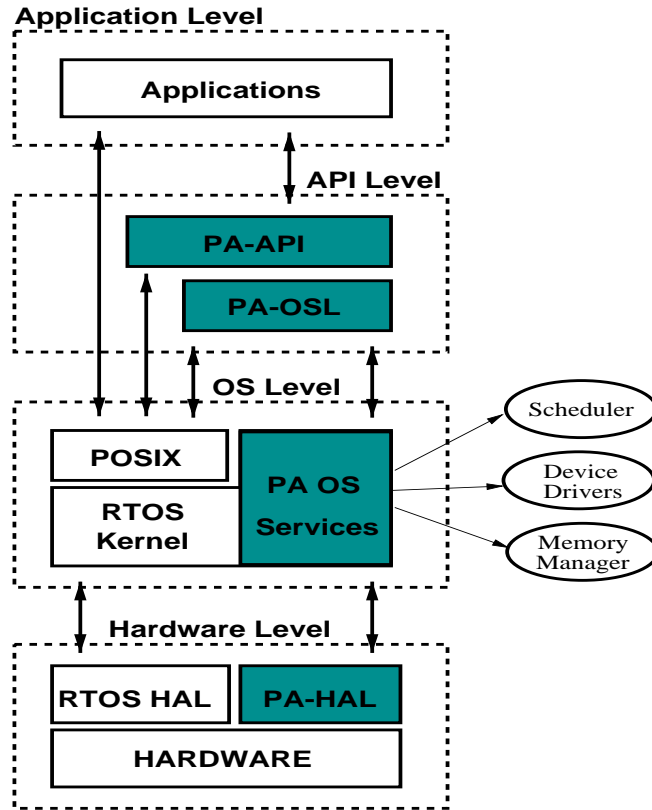 Application Level
Applications
API Level
PA-API
PA-OSL
OS Level
POSIX
RTOS
Kernel
PA OS
Services
Scheduler
Device
Drivers
Memory
Manager
Hardware Level
RTOS HAL
PA-HAL
HARDWARE